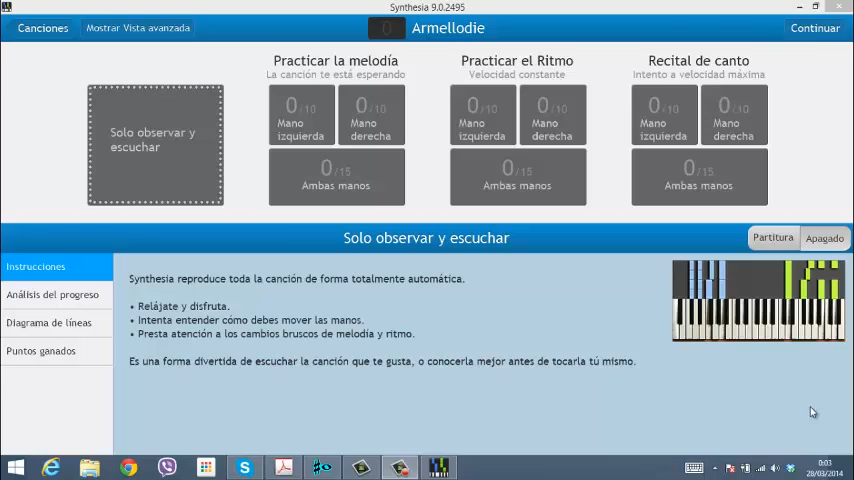 Synthesia 9.0.2495
Canciones
Mostrar Vista avanzada
0
Armellodie
Continuar
Practicar la melodía
La canción te está esperando
Practicar el Ritmo
Velocidad constante
Recital de canto
Intento a velocidad máxima
Solo observar y
escuchar
0/10
Mano
izquierda
0/10
Mano
derecha
0/15
Ambas manos
0/10
Mano
izquierda
0/10
Mano
derecha
0/15
Ambas manos
0/10
Mano
izquierda
0/10
Mano
derecha
0/15
Ambas manos
Solo observar y escuchar
Partitura
Apagado
Instrucciones
Análisis del progreso
Diagrama de líneas
Puntos ganados
Synthesia reproduce toda la canción de forma totalmente automática.
• Relájate y disfruta.
• Intenta entender cómo debes mover las manos.
• Presta atención a los cambios bruscos de melodía y ritmo.
Es una forma divertida de escuchar la canción que te gusta, o conocerla mejor antes de tocarla tú mismo.
0:03
28/03/2014